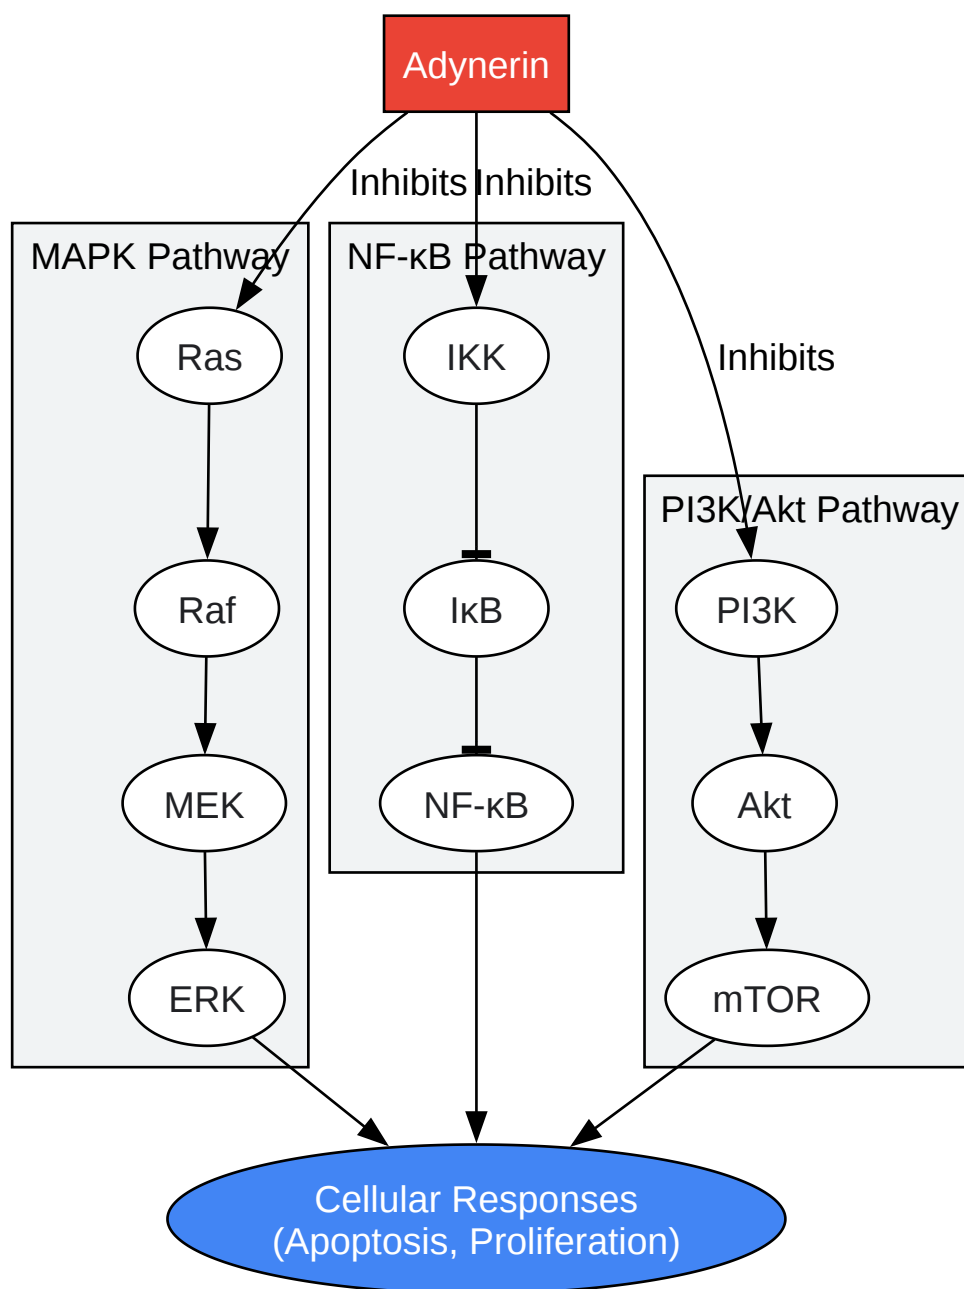 Adynerin
Inhibits
Inhibits
Inhibits
MAPK Pathway
Ras
Raf
MEK
ERK
NF-κB Pathway
IKK
IκB
NF-κB
PI3K/Akt Pathway
PI3K
Akt
mTOR
Cellular Responses
(Apoptosis, Proliferation)